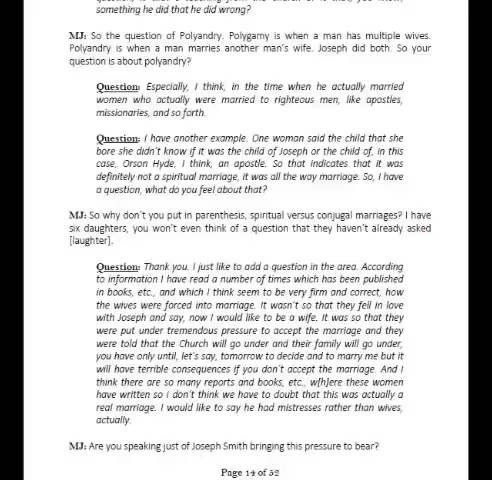 something he did that he did wrong?
MJ: So the question of Polyandry. Polygamy is when a man has multiple wives.
Polyandry is when a man marries another man's wife. Joseph did both. So your
question is about polyandry?
Question: Especially, I think, in the time when he actually married
women who actually were married to righteous men, like apostles,
missionaries, and so forth.
Question: I have another example. One woman said the child that she
bore she didn't know if it was the child of Joseph or the child of, in this
case, Orson Hyde, I think, an apostle. So that indicates that it was
definitely not a spiritual marriage, it was all the way marriage. So, I have
a question, what do you feel about that?
MJ: So why don't you put in parenthesis, spiritual versus conjugal marriages? I have
six daughters, you won't even think of a question that they haven't already asked
[laughter].
Question: Thank you. I just like to add a question in the area. According
to information I have read a number of times which has been published
in books, etc., and which I think seem to be very firm and correct, how
the wives were forced into marriage. It wasn't so that they fell in love
with Joseph and say, now I would like to be a wife. It was so that they
were put under tremendous pressure to accept the marriage and they
were told that the Church will go under and their family will go under,
you have only until, let's say, tomorrow to decide and to marry me but it
will have terrible consequences if you don't accept the marriage. And I
think there are so many reports and books, etc., w[h]ere these women
have written so I don't think we have to doubt that this was actually a
real marriage. I would like to say he had mistresses rather than wives,
actually.
MJ: Are you speaking just of Joseph Smith bringing this pressure to bear?
Page 14 of 52